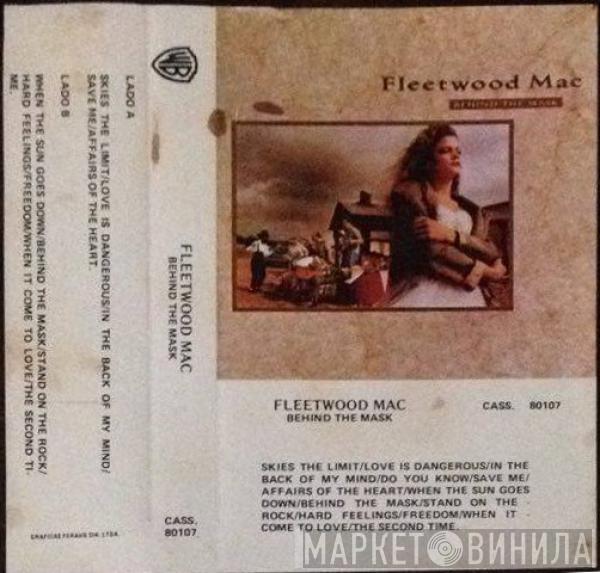 LADO A
SKIES THE LIMIT/LOVE IS DANGEROUS/IN THE BACK OF MY MIND/
SAVE ME/AFFAIRS OF THE HEART.
LADO B
WHEN THE SUN GOES DOWN/BEHIND THE MASK/STAND ON THE ROCK/
HARD FEELINGS/FREEDOM/WHEN IT COME TO LOVE/THE SECOND TI-
ME.
WB
FLEETWOOD MAC
BEHIND THE MASK
CASS.
80107
Fleetwood Mac
BEHIND THE MASK
FLEETWOOD MAC
BEHIND THE MASK
CASS. 80107
SKIES THE LIMIT/LOVE IS DANGEROUS/IN THE
BACK OF MY MIND/DO YOU KNOW/SAVE ME/
AFFAIRS OF THE HEART/WHEN THE SUN GOES
DOWN/BEHIND THE MASK/STAND ON THE
ROCK/HARD FEELINGS/FREEDOM/WHEN IT
COME TO LOVE/THE SECOND TIME.
МАРКЕТ ВИНИЛА